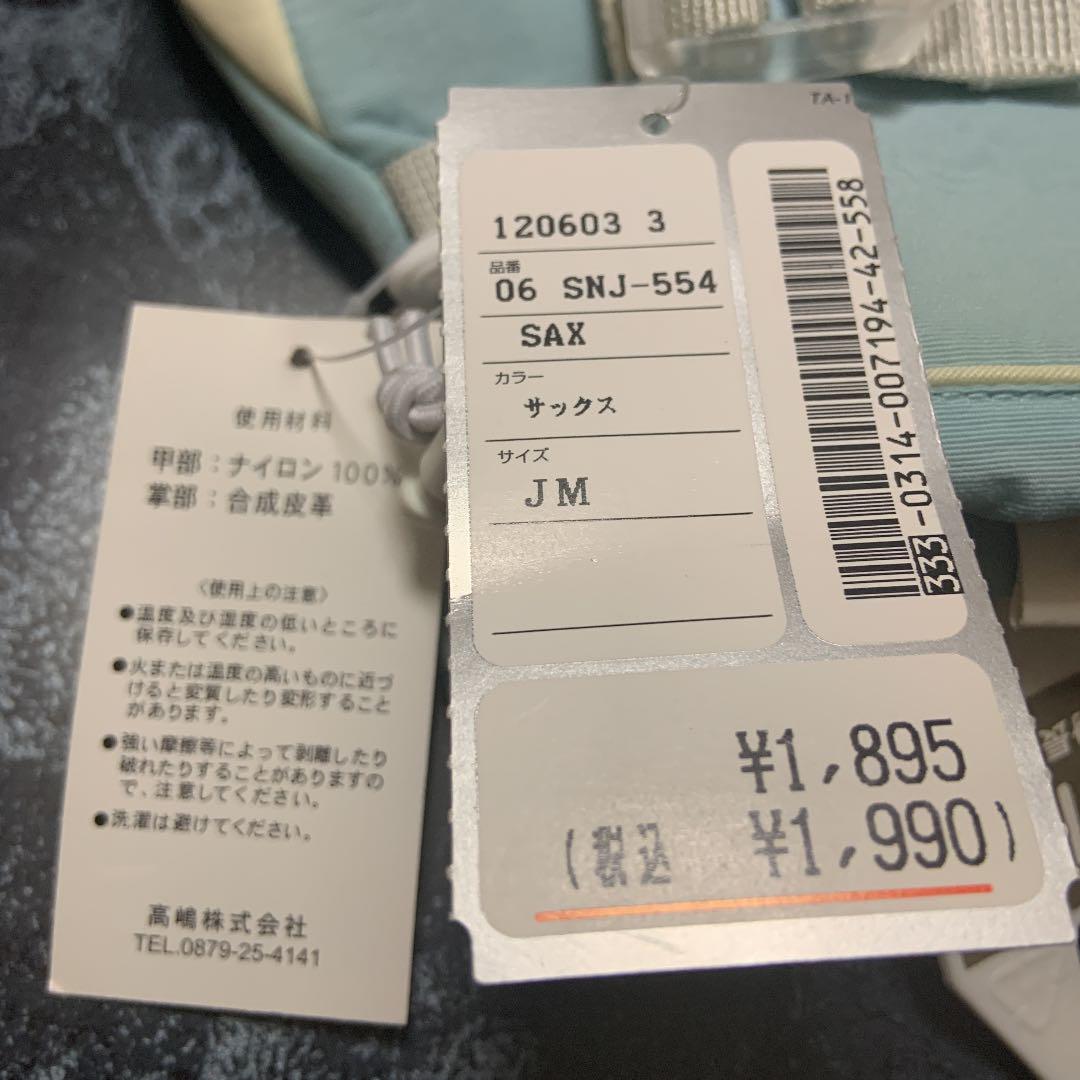 使用材料
甲部：ナイロン100%
掌部：合成皮革
〈使用上の注意〉
●温度及び湿度の低いところに
保存してください。
●火または温度の高いものに近づ
けると変質したり変形すること
があります。
●強い摩擦等によって剥離したり
破れたりすることがありますの
で、注意してください。
●洗濯は避けてください。
高嶋株式会社
TEL.0879-25-4141
TA-1
120603 3
品番
06 SNJ-554
SAX
カラー
サックス
サイズ
JM
333-0314-007194-42-558
¥1,895
(税込 ¥1,990)